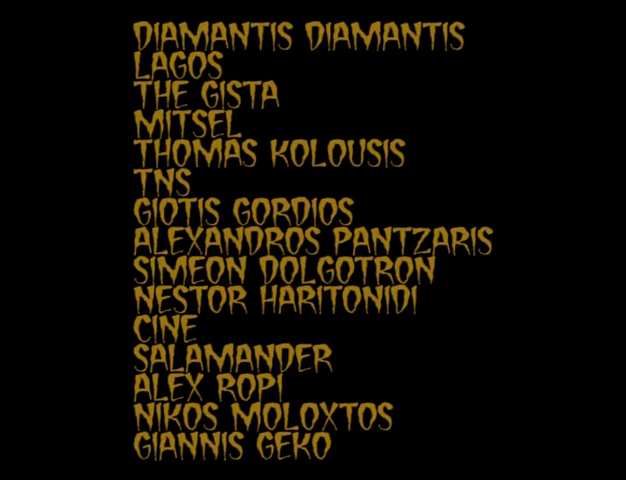 DIAMANTIS DIAMANTIS
LAGOS
THE GISTA
MITSEL
THOMAS KOLOUSIS
TNS
GIOTIS GORDIOS
ALEXANDROS PANTZARIS
SIMEON DOLGOTRON
NESTOR HARITONIDI
CINE
SALAMANDER
ALEX ROPI
NIKOS MOLOXTOS
GIANNIS GEKO